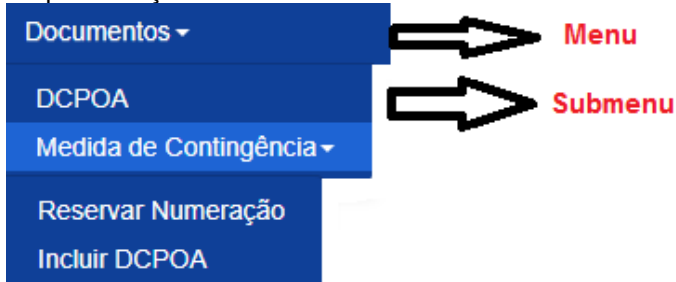 Documentos
Menu
DCPOA
Submenu
Medida de Contingência
Reservar Numeração
Incluir DCPOA